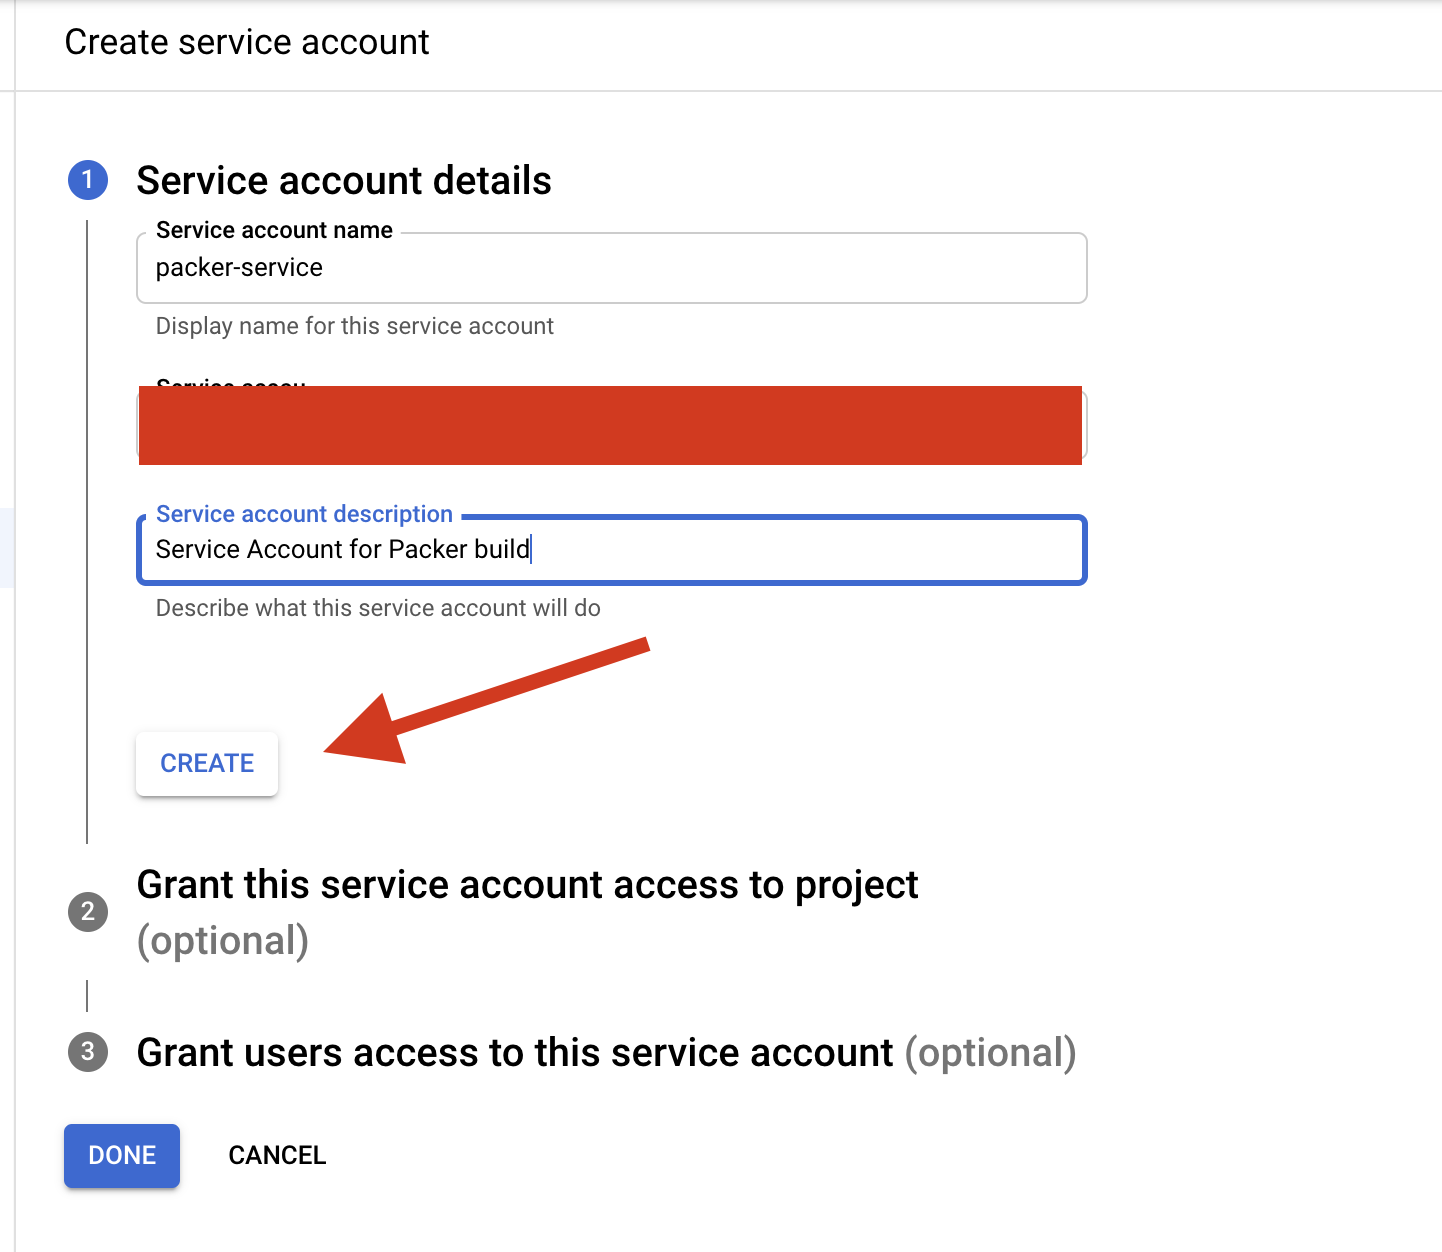 Create service account
1 Service account details
Service account name
packer-service
Display name for this service account
Service
Service account description
Service Account for Packer build
Describe what this service account will do
CREATE
2 Grant this service account access to project
(optional)
3 Grant users access to this service account (optional)
DONE CANCEL